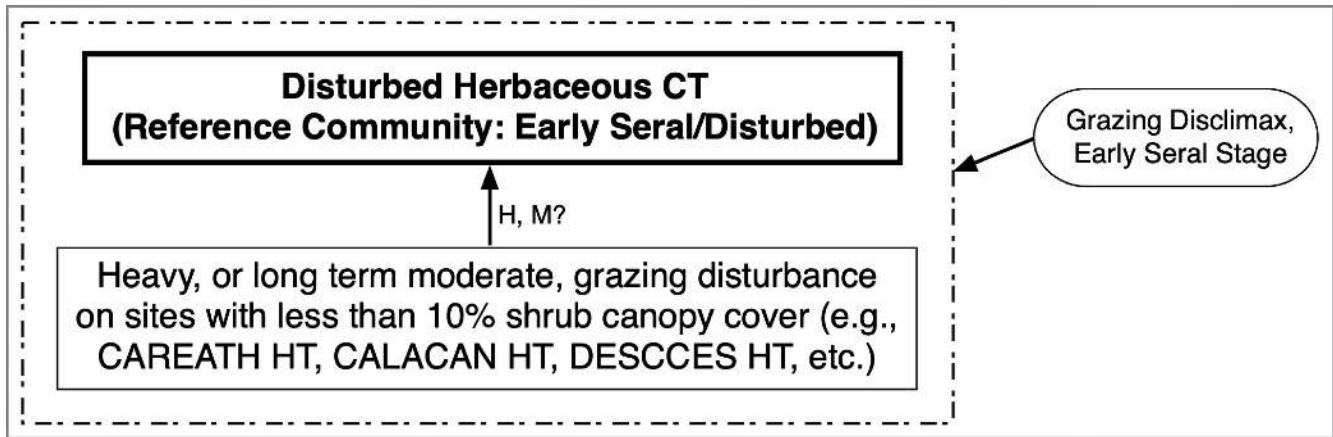 Disturbed Herbaceous CT
(Reference Community: Early Seral/Disturbed)
Grazing Disclimax,
Early Seral Stage
H, M?
Heavy, or long term moderate, grazing disturbance
on sites with less than 10% shrub canopy cover (e.g.,
CAREATH HT, CALACAN HT, DESCCES HT, etc.)